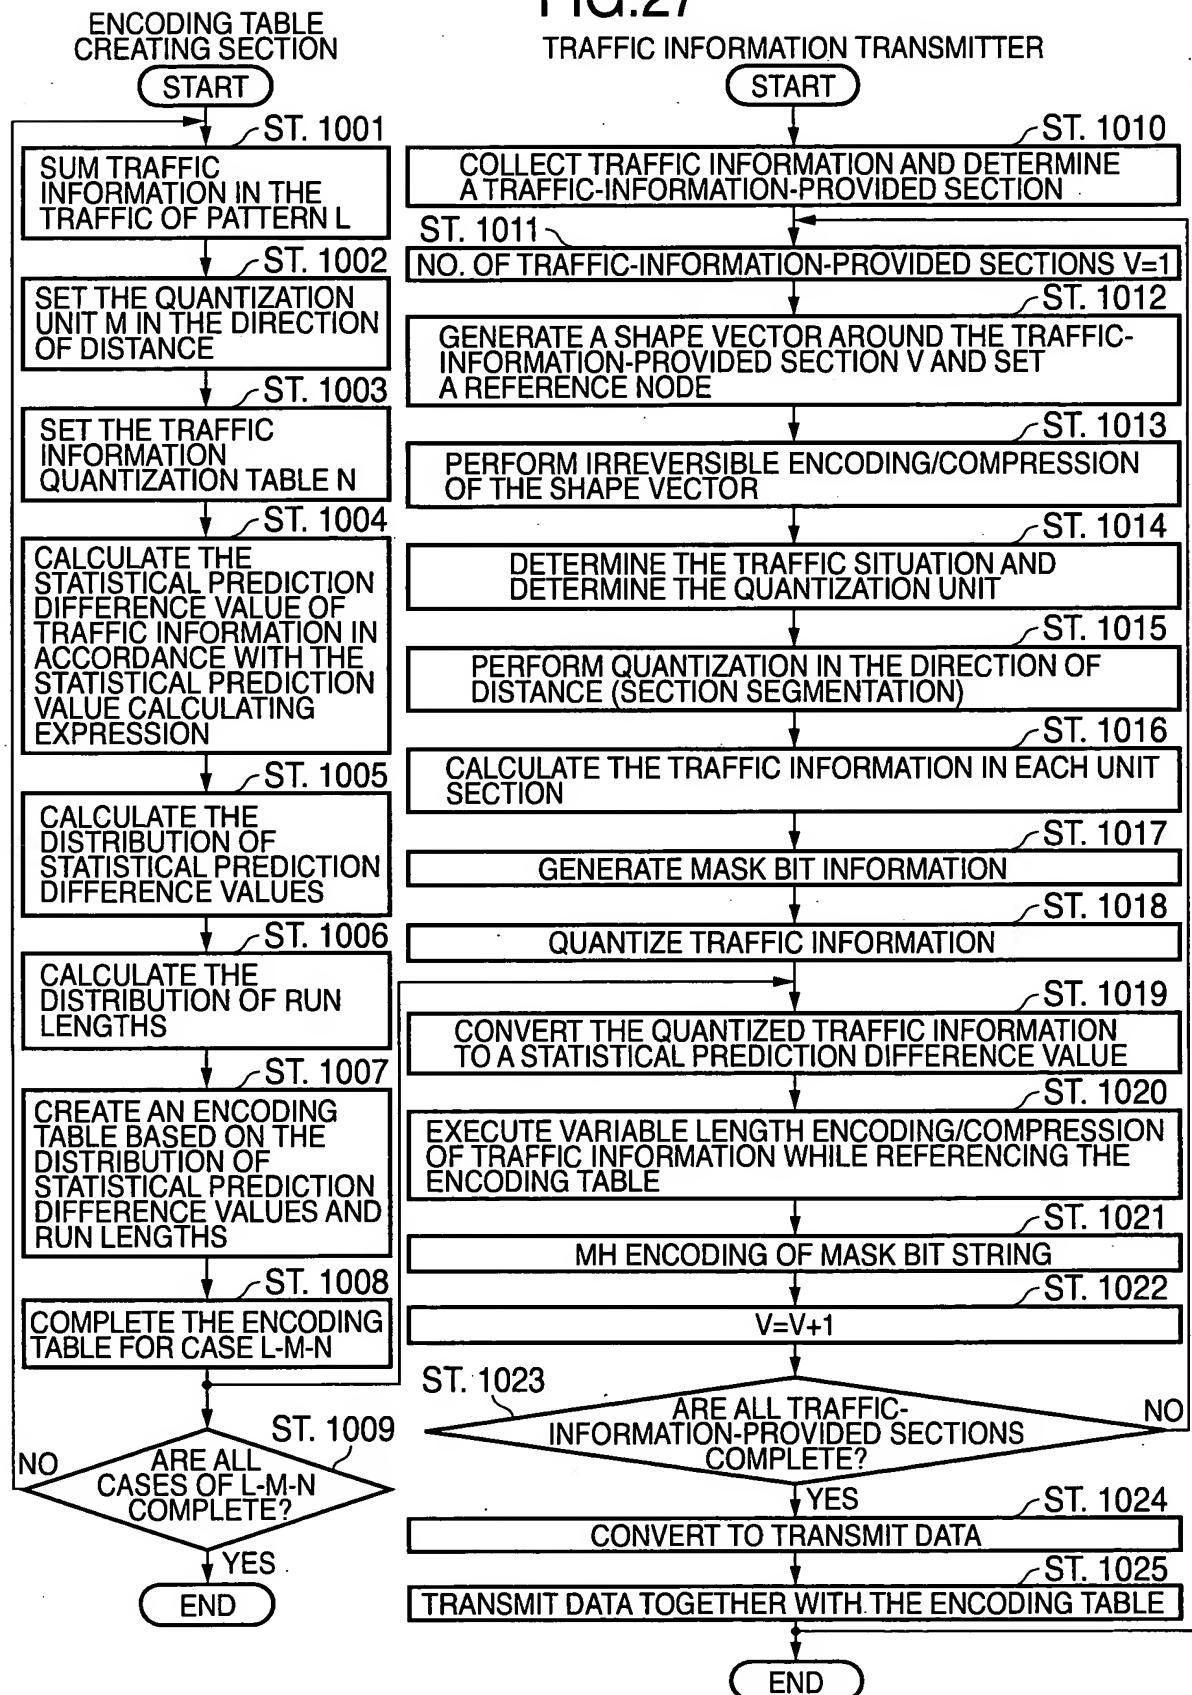 FIG.27
ENCODING TABLE
CREATING SECTION
START
ST. 1001
SUM TRAFFIC
INFORMATION IN THE
TRAFFIC OF PATTERN L
ST. 1002
SET THE QUANTIZATION
UNIT M IN THE DIRECTION
OF DISTANCE
ST. 1003
SET THE TRAFFIC
INFORMATION
QUANTIZATION TABLE N
ST. 1004
CALCULATE THE
STATISTICAL PREDICTION
DIFFERENCE VALUE OF
TRAFFIC INFORMATION IN
ACCORDANCE WITH THE
STATISTICAL PREDICTION
VALUE CALCULATING
EXPRESSION
ST. 1005
CALCULATE THE
DISTRIBUTION OF
STATISTICAL PREDICTION
DIFFERENCE VALUES
ST. 1006
CALCULATE THE
DISTRIBUTION OF RUN
LENGTHS
ST. 1007
CREATE AN ENCODING
TABLE BASED ON THE
DISTRIBUTION OF
STATISTICAL PREDICTION
DIFFERENCE VALUES AND
RUN LENGTHS
ST. 1008
COMPLETE THE ENCODING
TABLE FOR CASE L-M-N
ST. 1009
ARE ALL
CASES OF L-M-N
COMPLETE?
NO
YES
END
TRAFFIC INFORMATION TRANSMITTER
START
ST. 1010
COLLECT TRAFFIC INFORMATION AND DETERMINE
A TRAFFIC-INFORMATION-PROVIDED SECTION
ST. 1011
NO. OF TRAFFIC-INFORMATION-PROVIDED SECTIONS V=1
ST. 1012
GENERATE A SHAPE VECTOR AROUND THE TRAFFIC-
INFORMATION-PROVIDED SECTION V AND SET
A REFERENCE NODE
ST. 1013
PERFORM IRREVERSIBLE ENCODING/COMPRESSION
OF THE SHAPE VECTOR
ST. 1014
DETERMINE THE TRAFFIC SITUATION AND
DETERMINE THE QUANTIZATION UNIT
ST. 1015
PERFORM QUANTIZATION IN THE DIRECTION OF
DISTANCE (SECTION SEGMENTATION)
ST. 1016
CALCULATE THE TRAFFIC INFORMATION IN EACH UNIT
SECTION
ST. 1017
GENERATE MASK BIT INFORMATION
ST. 1018
QUANTIZE TRAFFIC INFORMATION
ST. 1019
CONVERT THE QUANTIZED TRAFFIC INFORMATION
TO A STATISTICAL PREDICTION DIFFERENCE VALUE
ST. 1020
EXECUTE VARIABLE LENGTH ENCODING/COMPRESSION
OF TRAFFIC INFORMATION WHILE REFERENCING THE
ENCODING TABLE
ST. 1021
MH ENCODING OF MASK BIT STRING
ST. 1022
V=V+1
ST. 1023
ARE ALL TRAFFIC-
INFORMATION-PROVIDED SECTIONS
COMPLETE?
NO
YES
ST. 1024
CONVERT TO TRANSMIT DATA
ST. 1025
TRANSMIT DATA TOGETHER WITH THE ENCODING TABLE
END